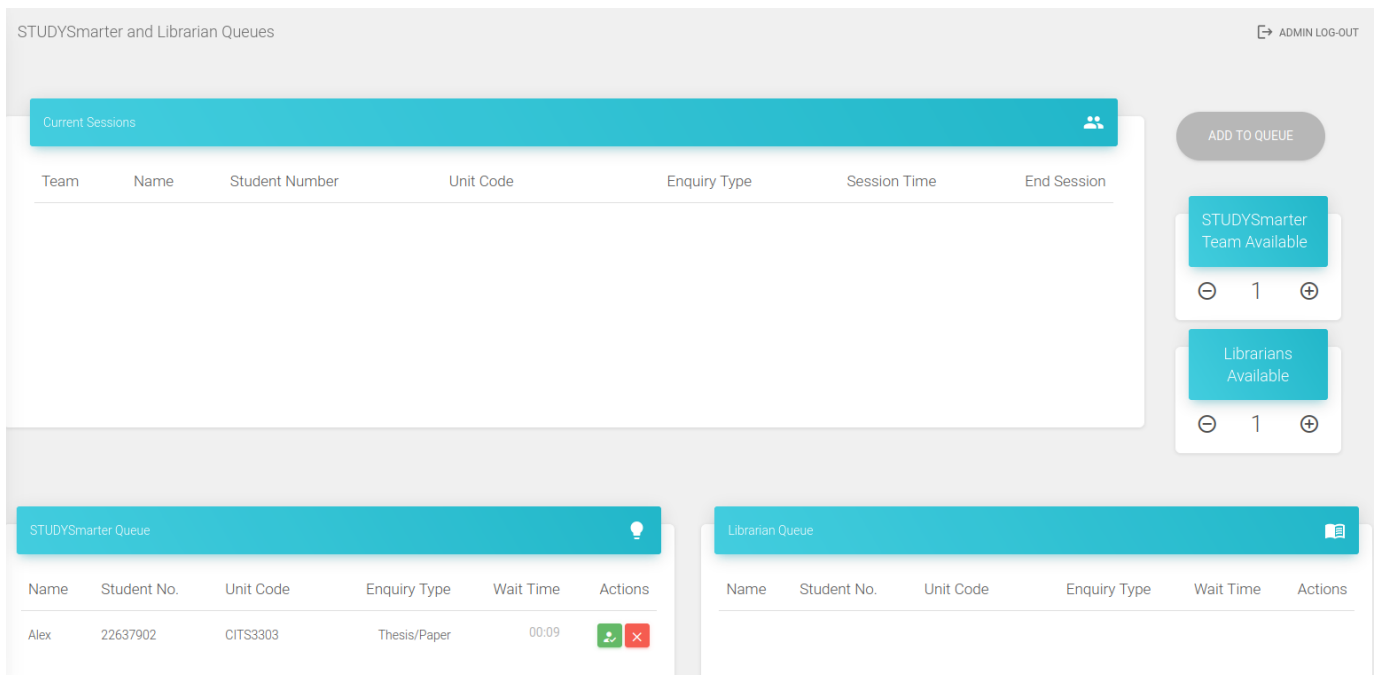 STUDYSmarter and Librarian Queues
ADMIN LOG-OUT
Current Sessions
ADD TO QUEUE
Team Name Student Number Unit Code Enquiry Type Session Time End Session
STUDYSmarter
Team Available
1
Librarians
Available
1
STUDYSmarter Queue
Name Student No. Unit Code Enquiry Type Wait Time Actions
Alex 22637902 CITS3303 Thesis/Paper 00:09
Librarian Queue
Name Student No. Unit Code Enquiry Type Wait Time Actions